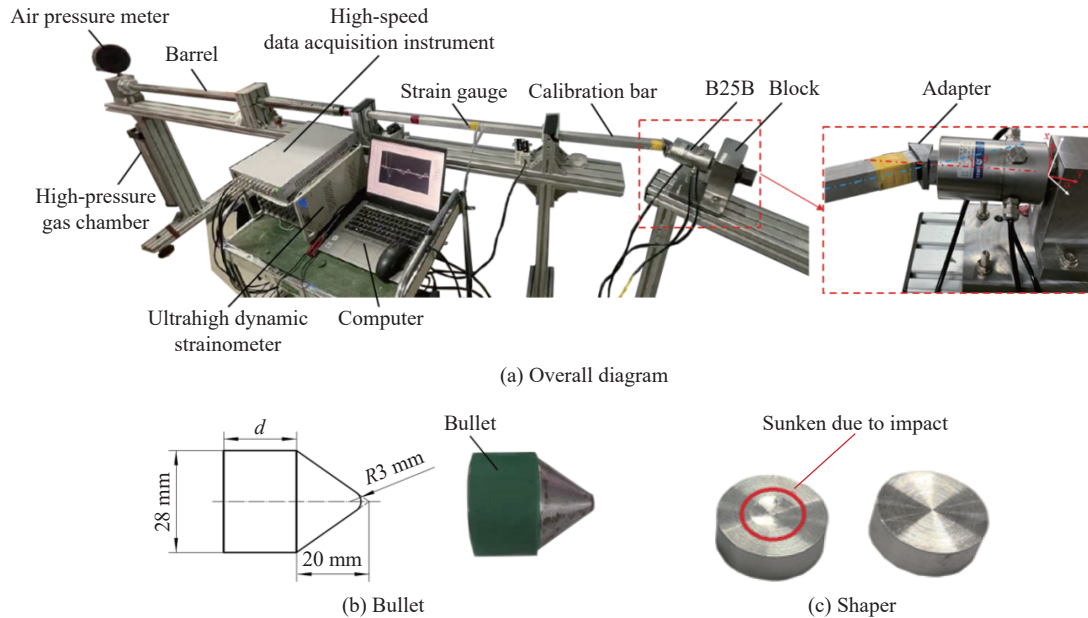 Air pressure meter
High-speed
data acquisition instrument
Barrel
Strain gauge
Calibration bar
B25B
Block
Adapter
High-pressure
gas chamber
Ultrahigh dynamic
strainometer
Computer
(a) Overall diagram
d
28 mm
R3 mm
20 mm
Bullet
(b) Bullet
Sunken due to impact
(c) Shaper